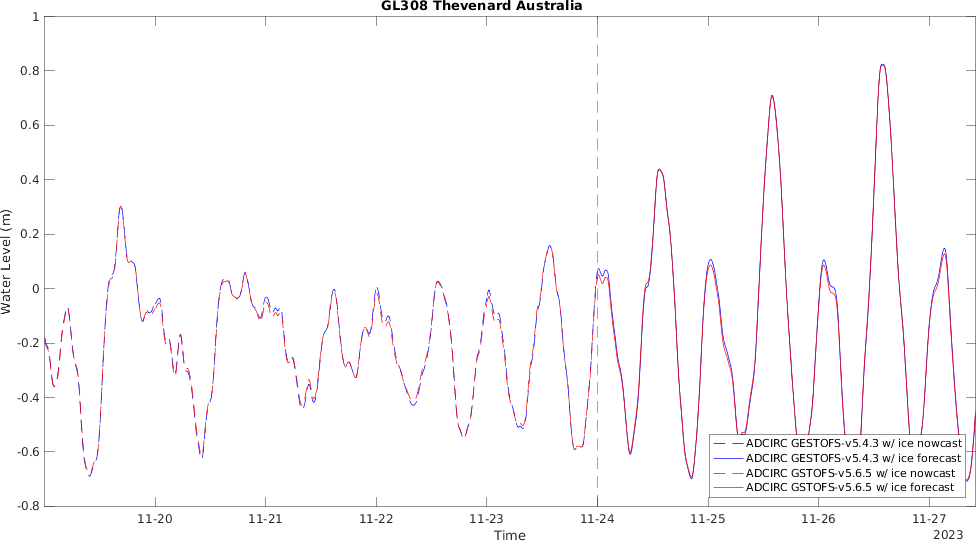 GL308 Thevenard Australia
1
0.8
0.6
0.4
0.2
0
-0.2
-0.4
-0.6
-0.8
Water Level (m)
11-20 11-21 11-22 11-23 11-24 11-25 11-26 11-27
Time
2023
ADCIRC GESTOFS-v5.4.3 w/ ice nowcast
ADCIRC GESTOFS-v5.4.3 w/ ice forecast
ADCIRC GSTOFS-v5.6.5 w/ ice nowcast
ADCIRC GSTOFS-v5.6.5 w/ ice forecast